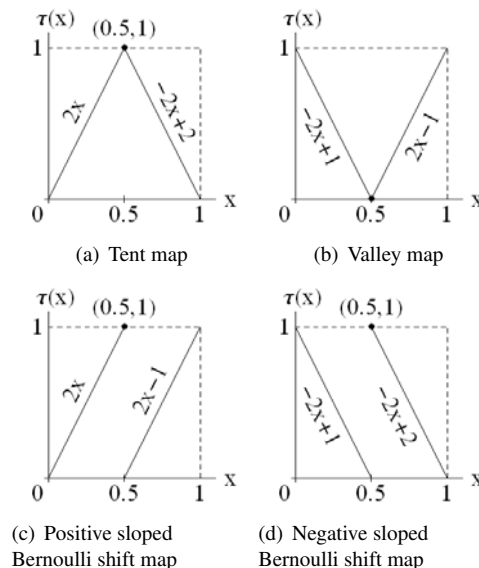 τ(x) (0.5,1)
1
2x
-2x+2
0 0.5 1 x
(a) Tent map
τ(x)
1
-2x+1
2x-1
0 0.5 1 x
(b) Valley map
τ(x) (0.5,1)
1
2x
2x-1
0 0.5 1 x
(c) Positive sloped
Bernoulli shift map
τ(x) (0.5,1)
1
-2x+1
-2x+2
0 0.5 1 x
(d) Negative sloped
Bernoulli shift map